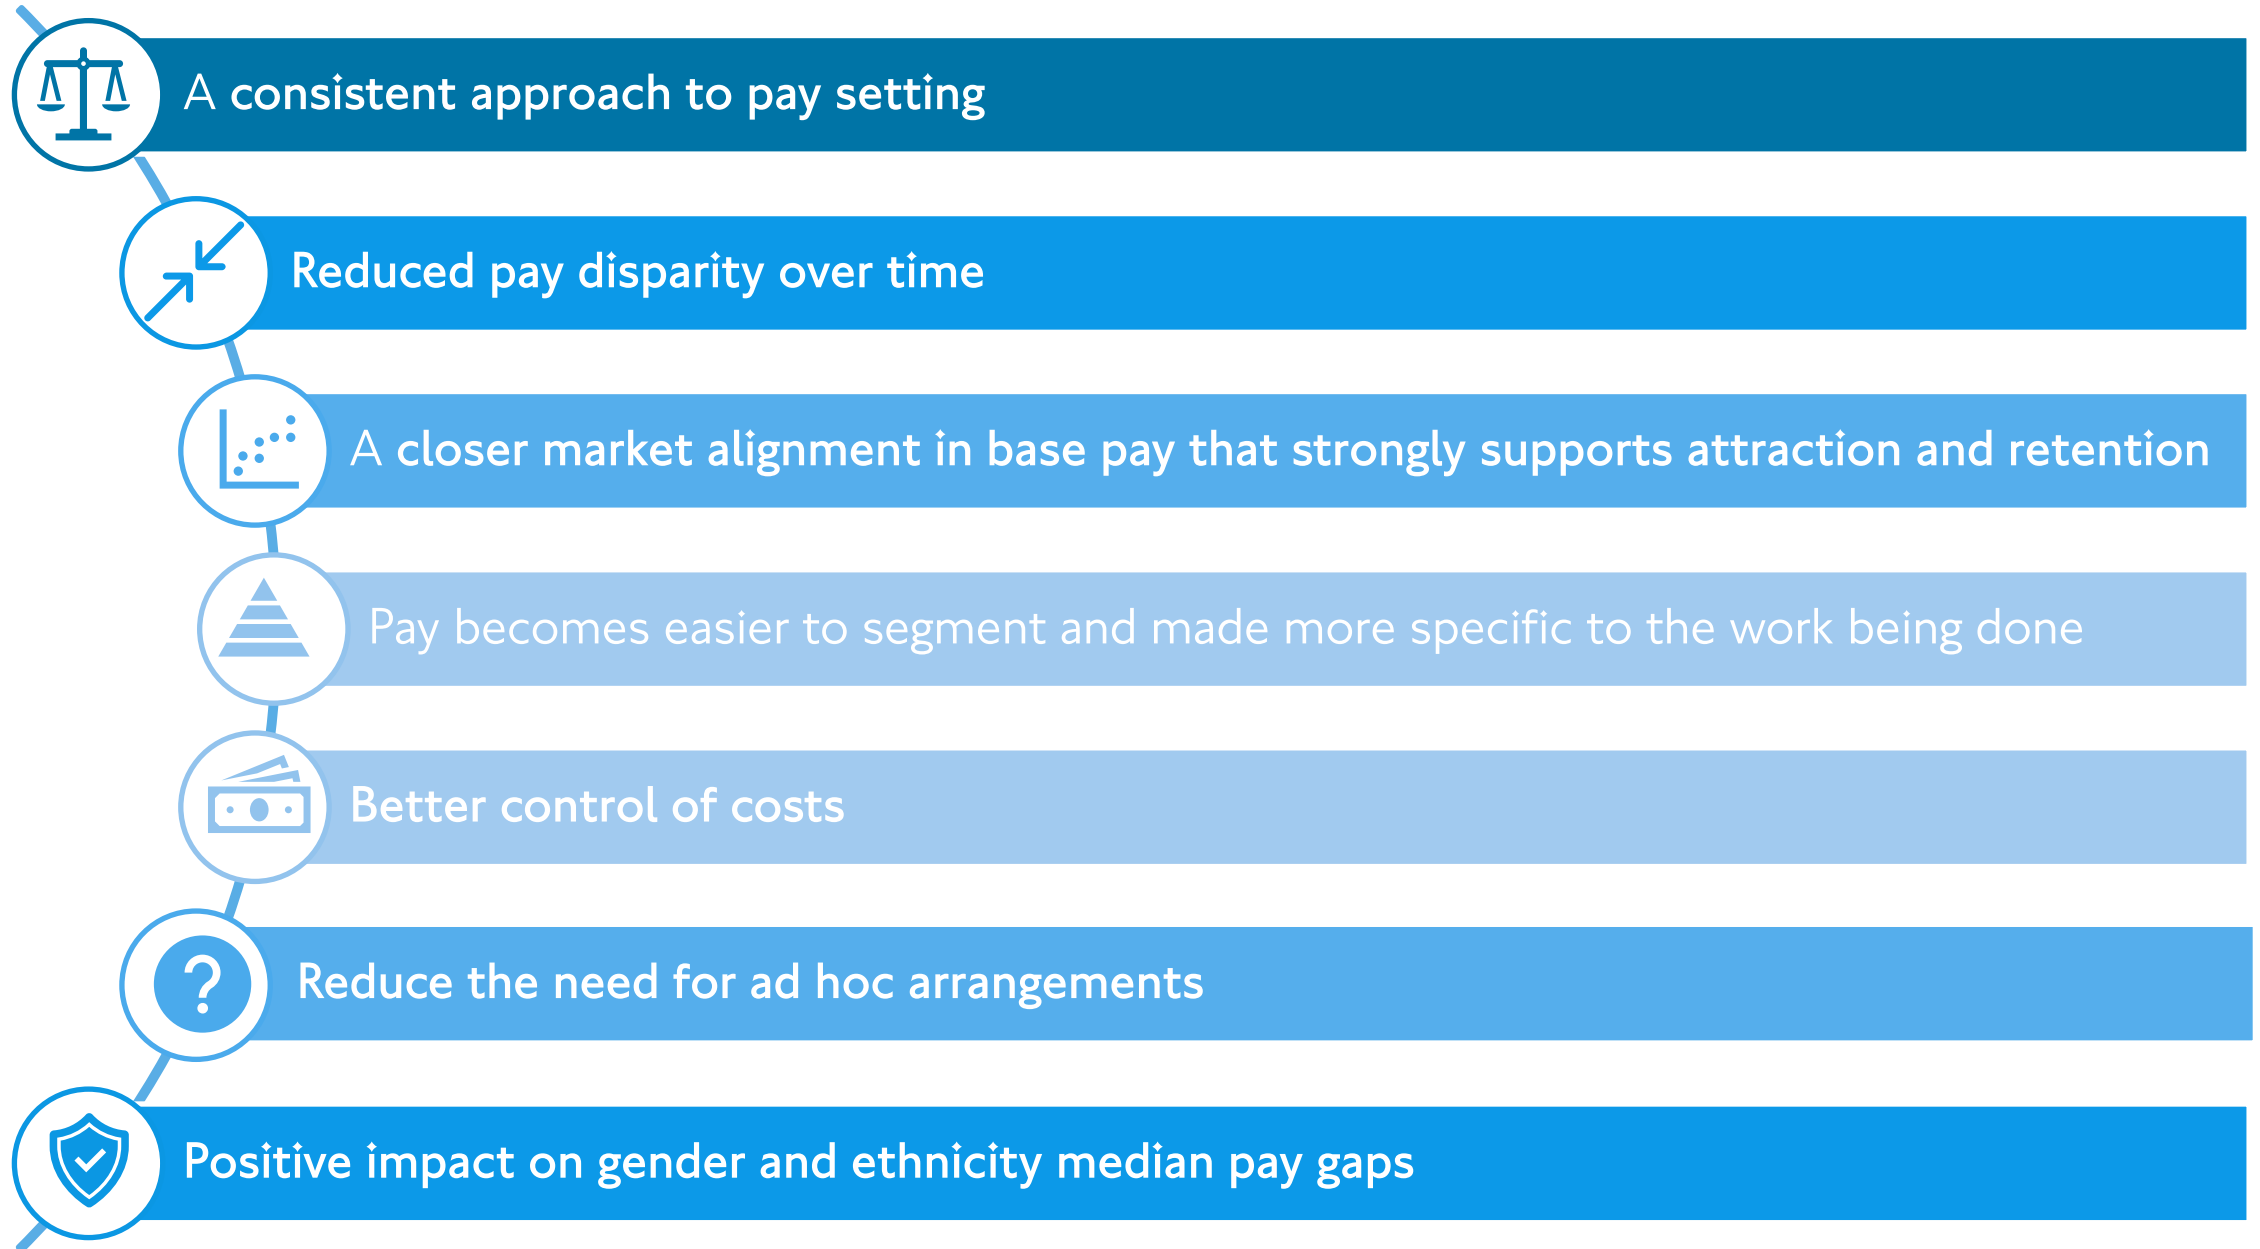 A consistent approach to pay setting
Reduced pay disparity over time
A closer market alignment in base pay that strongly supports attraction and retention
Pay becomes easier to segment and made more specific to the work being done
Better control of costs
?
Reduce the need for ad hoc arrangements
Positive impact on gender and ethnicity median pay gaps